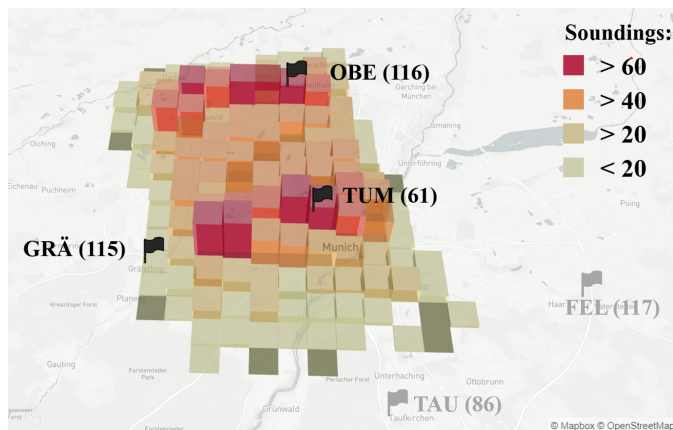 Soundings:
> 60
> 40
> 20
< 20
OBE (116)
TUM (61)
GRÄ (115)
FEL (117)
TAU (86)
Garching bei
München
Ismaning
Unterföhring
Olching
Eichenau
Puchheim
Poing
Munich
Gräfelfing
Kreuzlinger Forst
Gauting
Forstenrieder
Park
Perlacher Forst
Unterhaching
Ottobrunn
Grünwald
Taufkirchen
Haar
© Mapbox © OpenStreetMap